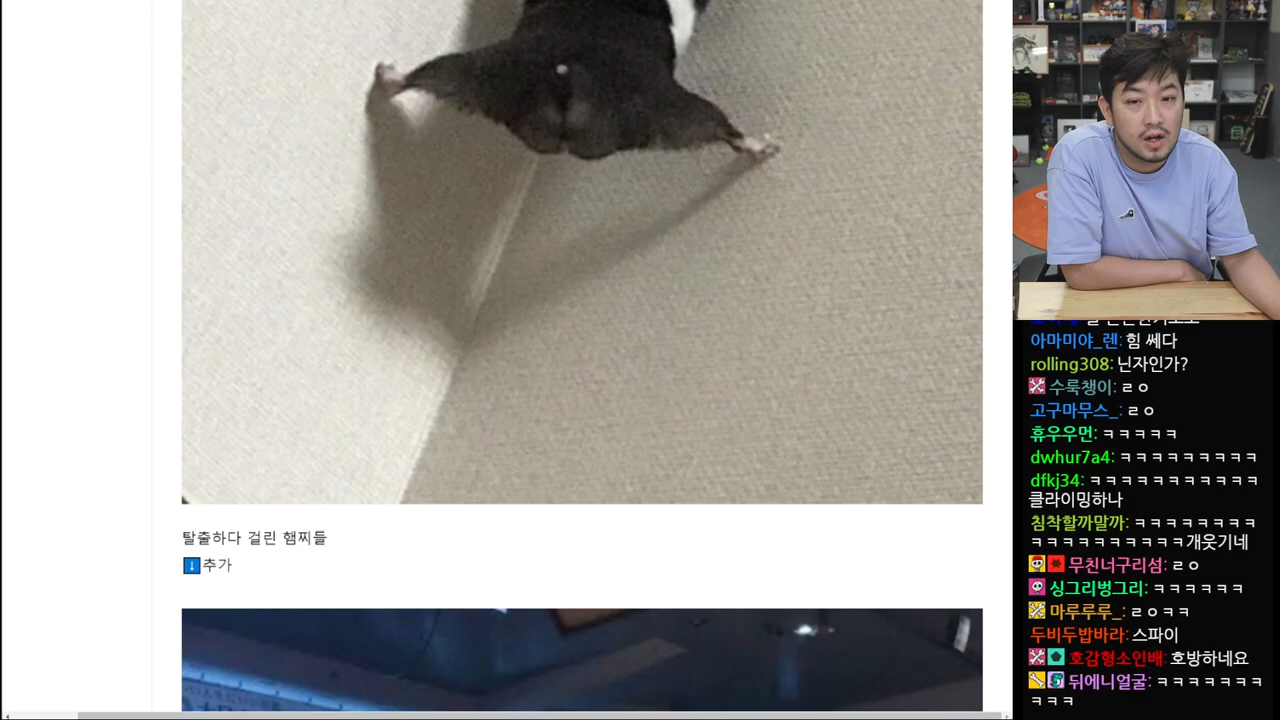 탈출하다 걸린 햄찌들
↓추가
아마미야_렌: 힘 쎄다
rolling308: 닌자인가?
수룩챙이: ㄹㅇ
고구마무스_: ㄹㅇ
휴우우먼: ㅋㅋㅋㅋㅋ
dwhur7a4: ㅋㅋㅋㅋㅋㅋㅋㅋㅋ
dfkj34: ㅋㅋㅋㅋㅋㅋㅋㅋㅋㅋㅋ
클라이밍하나
침착할까말까: ㅋㅋㅋㅋㅋㅋㅋㅋ
ㅋㅋㅋㅋㅋㅋㅋㅋㅋㅋ개웃기네
무친너구리섬: ㄹㅇ
싱그리벙그리: ㅋㅋㅋㅋㅋㅋ
마루루루_: ㄹㅇㅋㅋ
두비두밥바라: 스파이
호감형소인배: 호방하네요
뒤에니얼굴: ㅋㅋㅋㅋㅋㅋㅋ
ㅋㅋㅋ